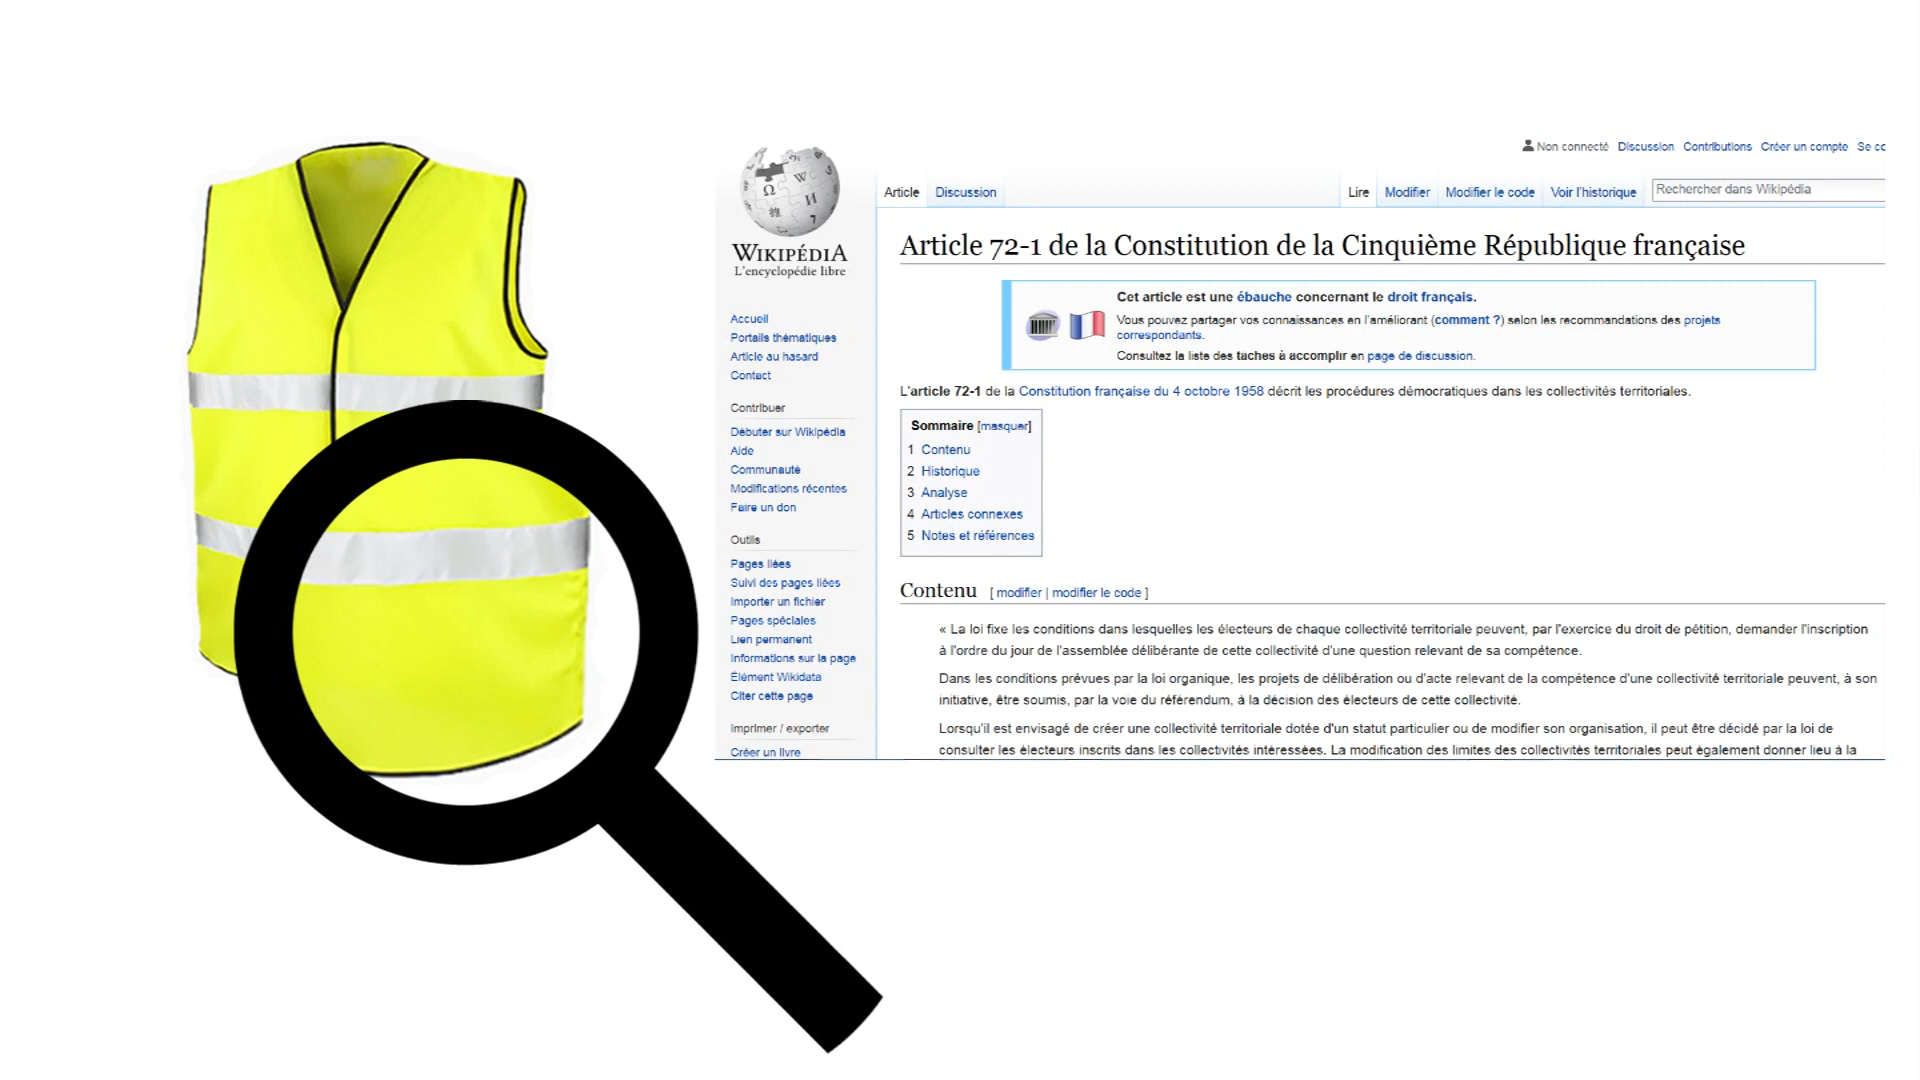 Non connecté Discussion Contributions Créer un compte Se cc
Article Discussion Lire Modifier Modifier le code Voir l'historique Rechercher dans Wikipédia
WIKIPÉDIA
L'encyclopédie libre
Accueil
Portails thématiques
Article au hasard
Contact
Contribuer
Débuter sur Wikipédia
Aide
Communauté
Modifications récentes
Faire un don
Outils
Pages liées
Suivi des pages liées
Importer un fichier
Pages spéciales
Lien permanent
Informations sur la page
Élément Wikidata
Citer cette page
Imprimer / exporter
Créer un livre
Article 72-1 de la Constitution de la Cinquième République française
Cet article est une ébauche concernant le droit français.
Vous pouvez partager vos connaissances en l'améliorant (comment ?) selon les recommandations des projets
correspondants.
Consultez la liste des taches à accomplir en page de discussion.
L'article 72-1 de la Constitution française du 4 octobre 1958 décrit les procédures démocratiques dans les collectivités territoriales.
Sommaire [masquer]
1 Contenu
2 Historique
3 Analyse
4 Articles connexes
5 Notes et références
Contenu [ modifier | modifier le code ]
« La loi fixe les conditions dans lesquelles les électeurs de chaque collectivité territoriale peuvent, par l'exercice du droit de pétition, demander l'inscription
à l'ordre du jour de l'assemblée délibérante de cette collectivité d'une question relevant de sa compétence.
Dans les conditions prévues par la loi organique, les projets de délibération ou d'acte relevant de la compétence d'une collectivité territoriale peuvent, à son
initiative, être soumis, par la voie du référendum, à la décision des électeurs de cette collectivité.
Lorsqu'il est envisagé de créer une collectivité territoriale dotée d'un statut particulier ou de modifier son organisation, il peut être décidé par la loi de
consulter les électeurs inscrits dans les collectivités intéressées. La modification des limites des collectivités territoriales peut également donner lieu à la